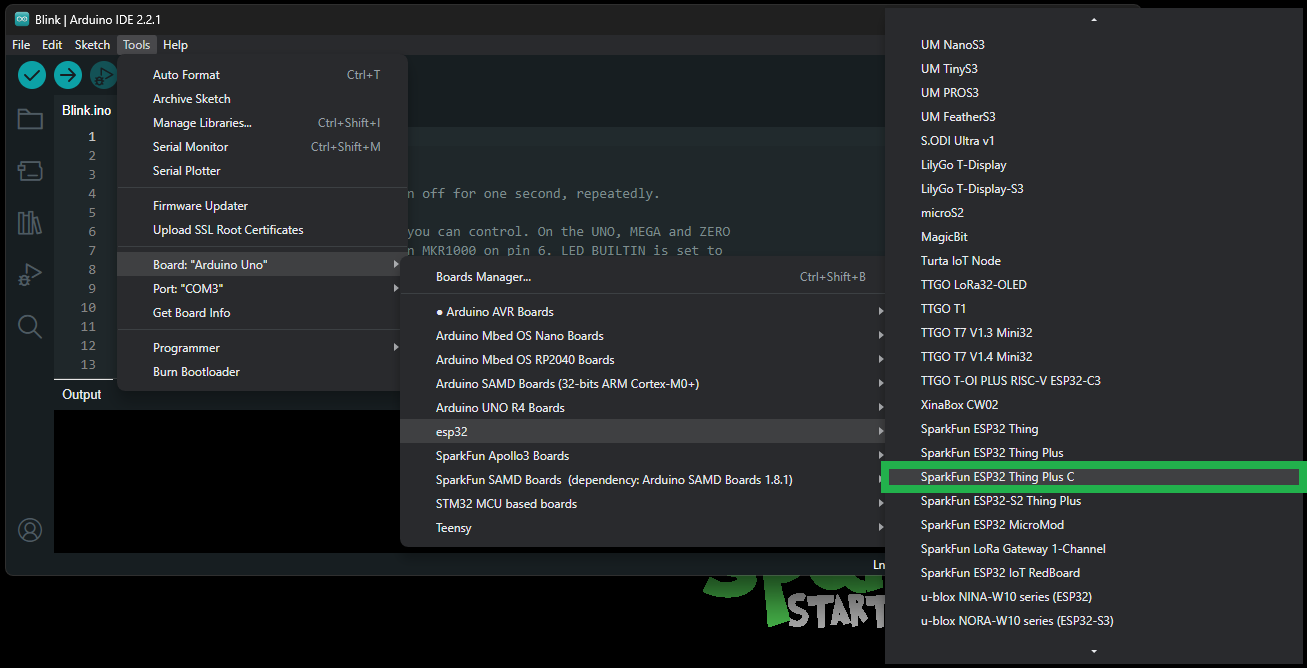 Blink | Arduino IDE 2.2.1
File Edit Sketch Tools Help
Blink.ino
1
2
3
4
5
6
7
8
9
10
11
12
13
Output
Auto Format Ctrl+T
Archive Sketch
Manage Libraries... Ctrl+Shift+I
Serial Monitor Ctrl+Shift+M
Serial Plotter
Firmware Updater
Upload SSL Root Certificates
Board: "Arduino Uno"
Port: "COM3"
Get Board Info
Programmer
Burn Bootloader
n off for one second, repeatedly.
you can control. On the UNO, MEGA and ZERO
n MKR1000 on pin 6. LED_BUILTIN is set to
Boards Manager... Ctrl+Shift+B
● Arduino AVR Boards
Arduino Mbed OS Nano Boards
Arduino Mbed OS RP2040 Boards
Arduino SAMD Boards (32-bits ARM Cortex-M0+)
Arduino UNO R4 Boards
esp32
SparkFun Apollo3 Boards
SparkFun SAMD Boards (dependency: Arduino SAMD Boards 1.8.1)
STM32 MCU based boards
Teensy
Ln
START
UM NanoS3
UM TinyS3
UM PROS3
UM FeatherS3
S.ODI Ultra v1
LilyGo T-Display
LilyGo T-Display-S3
microS2
MagicBit
Turta IoT Node
TTGO LoRa32-OLED
TTGO T1
TTGO T7 V1.3 Mini32
TTGO T7 V1.4 Mini32
TTGO T-OI PLUS RISC-V ESP32-C3
XinaBox CW02
SparkFun ESP32 Thing
SparkFun ESP32 Thing Plus
SparkFun ESP32 Thing Plus C
SparkFun ESP32-S2 Thing Plus
SparkFun ESP32 MicroMod
SparkFun LoRa Gateway 1-Channel
SparkFun ESP32 IoT RedBoard
u-blox NINA-W10 series (ESP32)
u-blox NORA-W10 series (ESP32-S3)